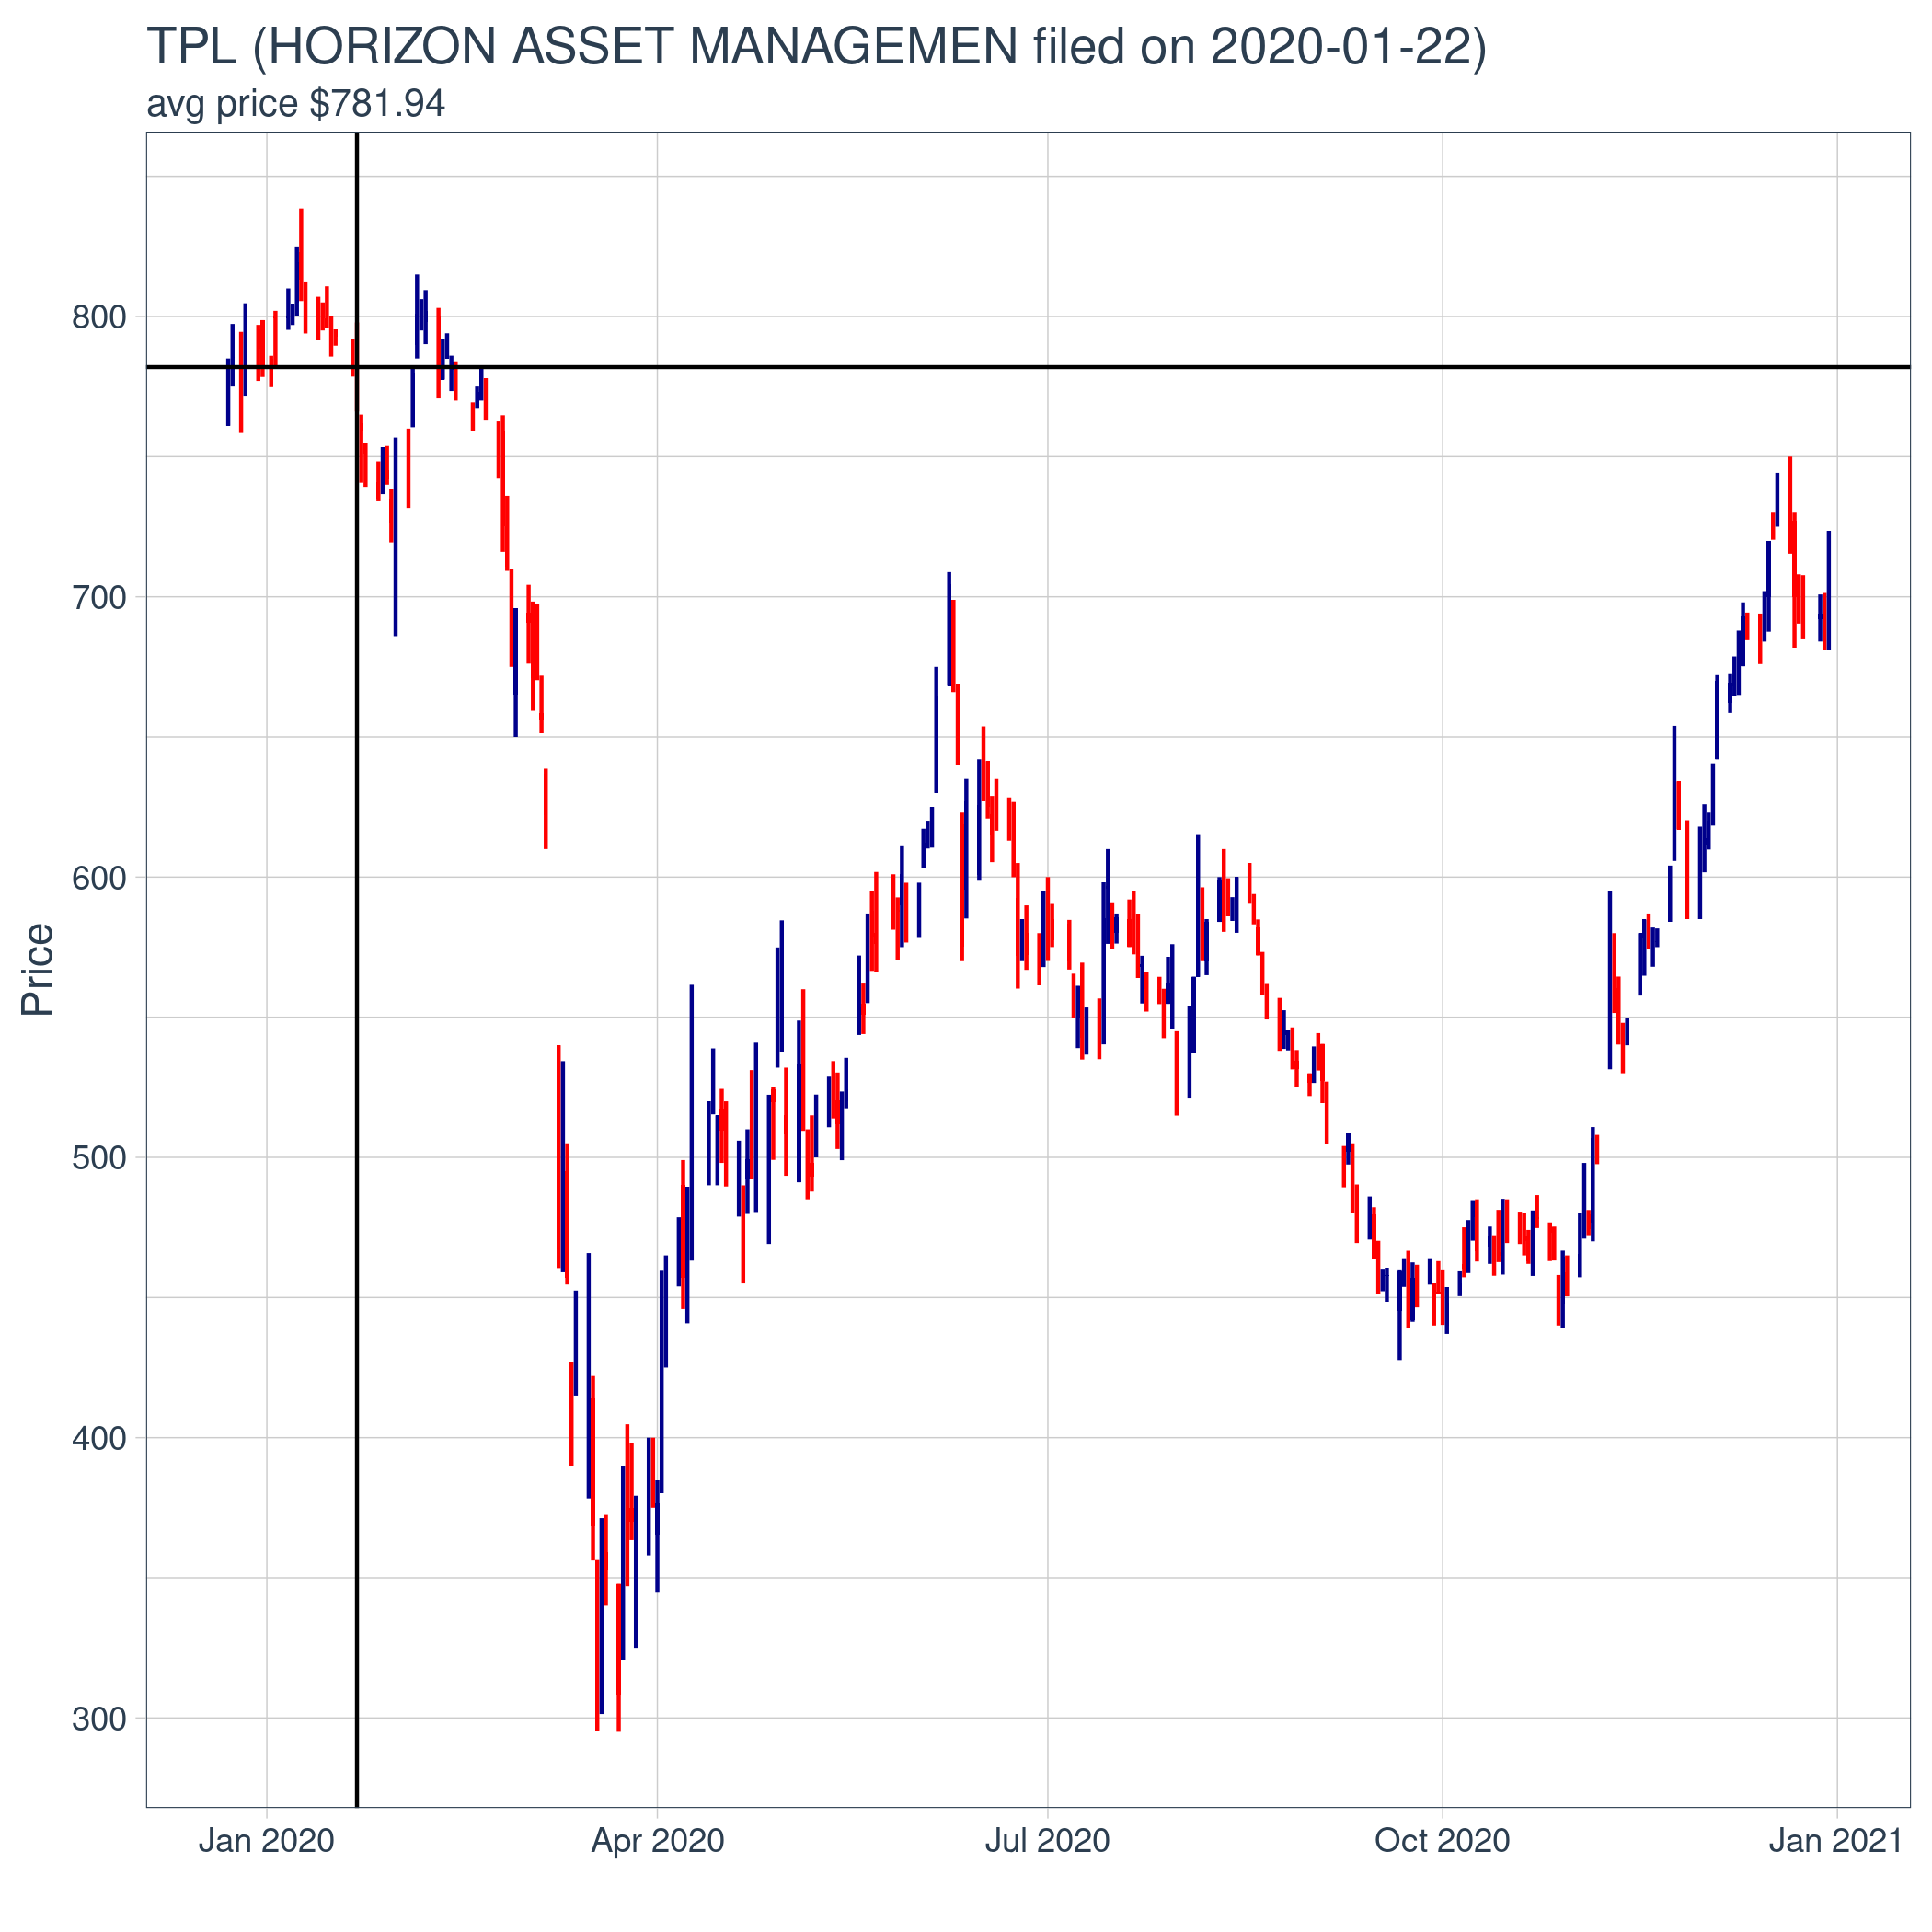 TPL (HORIZON ASSET MANAGEMEN filed on 2020-01-22)
avg price $781.94
800
700
600
500
400
300
Price
Jan 2020 Apr 2020 Jul 2020 Oct 2020 Jan 2021